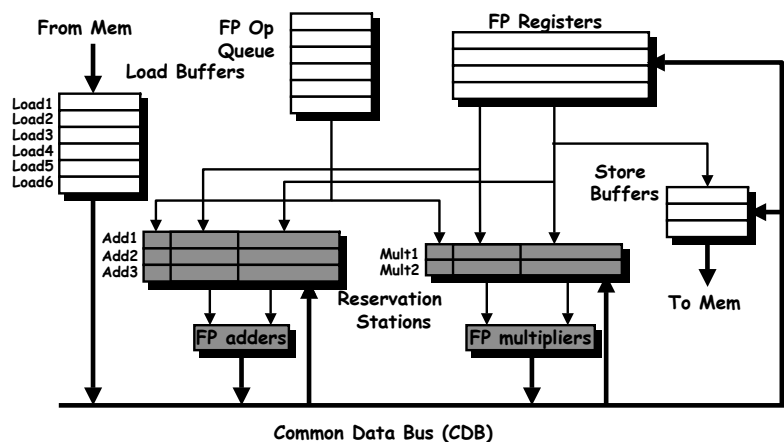 From Mem
FP Op
Queue
FP Registers
Load Buffers
Load1
Load2
Load3
Load4
Load5
Load6
Store
Buffers
Add1
Add2
Add3
Mult1
Mult2
Reservation
Stations
To Mem
FP adders
FP multipliers
Common Data Bus (CDB)